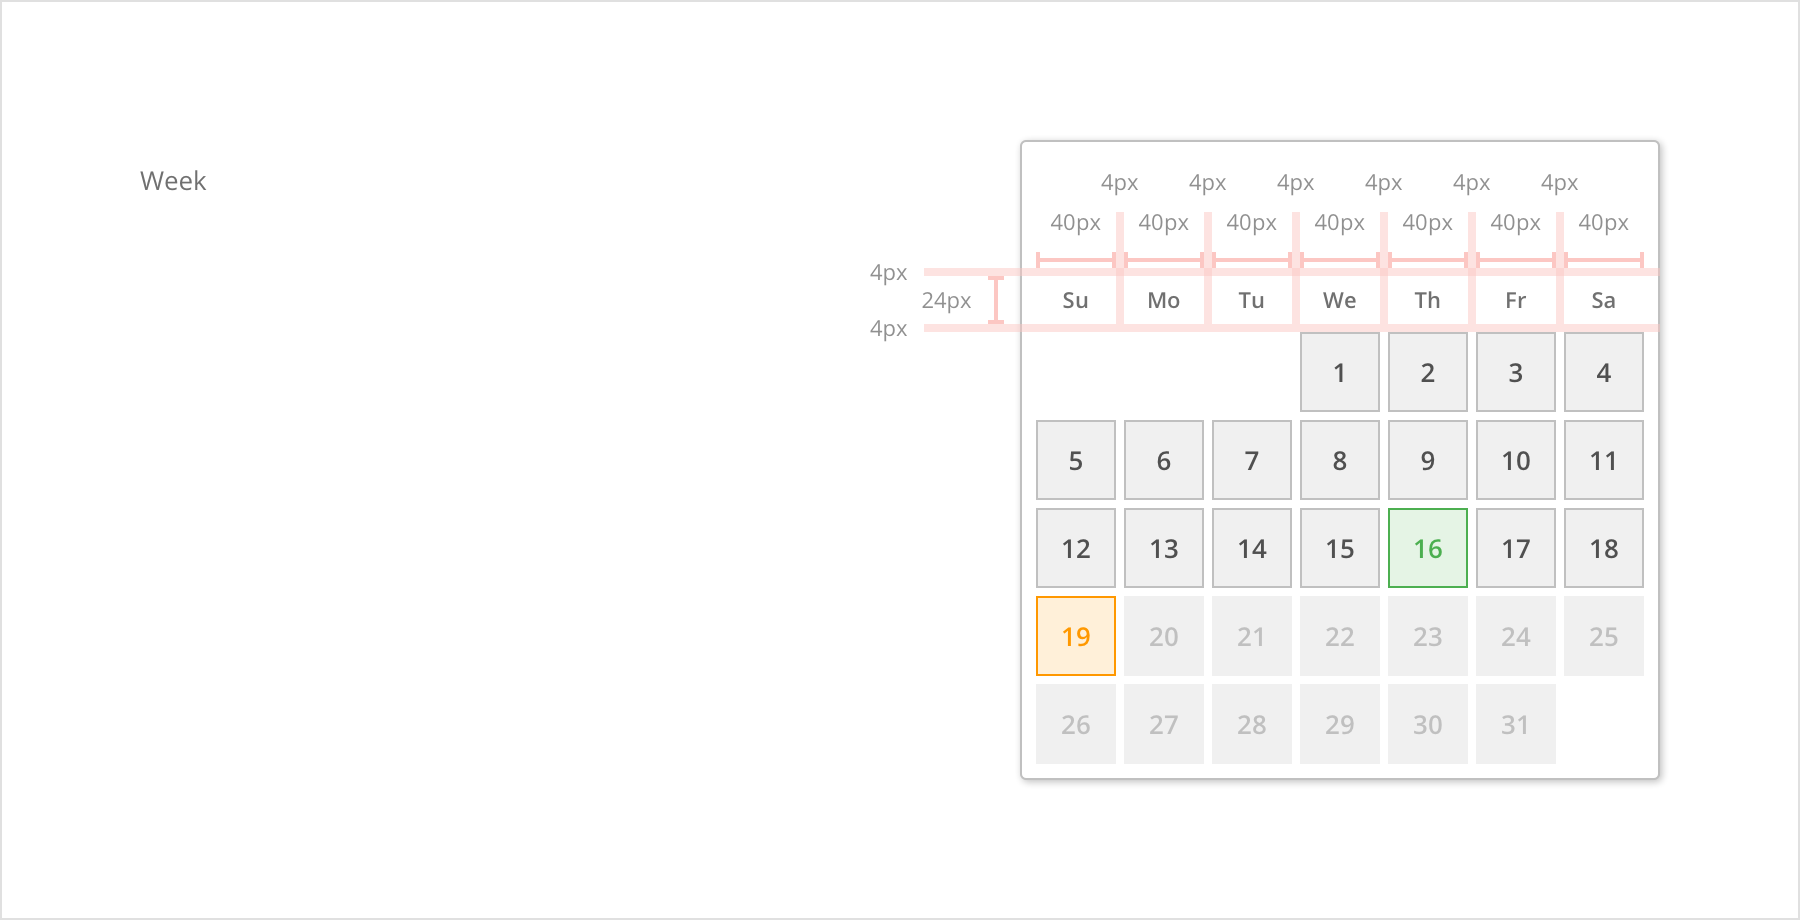 Week
4px 4px 4px 4px 4px 4px
40px 40px 40px 40px 40px 40px 40px
4px
24px Su Mo Tu We Th Fr Sa
4px
1 2 3 4
5 6 7 8 9 10 11
12 13 14 15 16 17 18
19 20 21 22 23 24 25
26 27 28 29 30 31